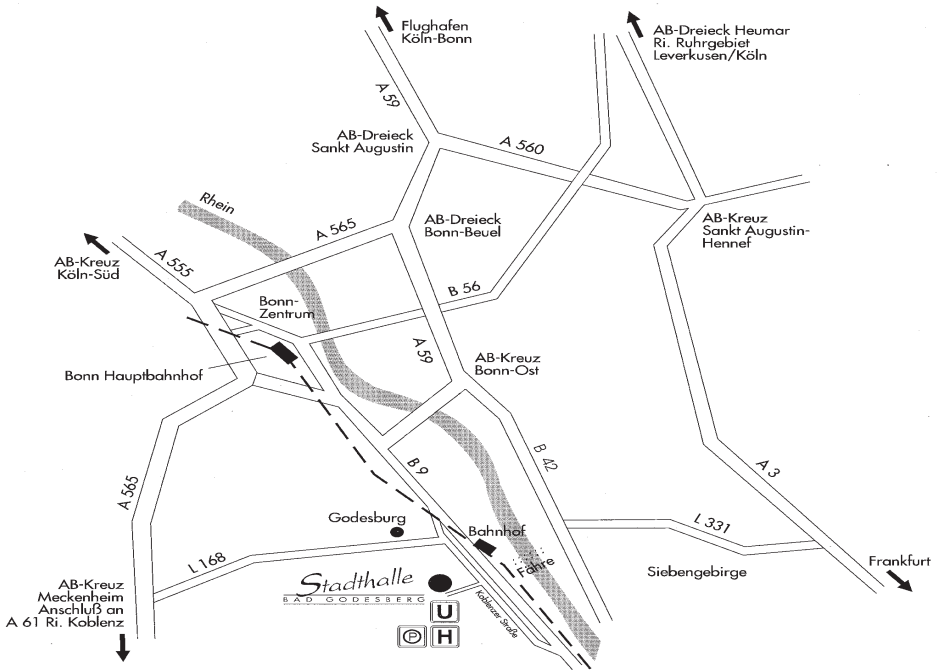 Flughafen
Köln-Bonn
AB-Dreieck Heumar
Ri. Ruhrgebiet
Leverkusen/Köln
A 59
AB-Dreieck
Sankt Augustin
A 560
Rhein
A 565
AB-Dreieck
Bonn-Beuel
AB-Kreuz
Sankt Augustin-
Hennef
AB-Kreuz
Köln-Süd
A 555
B 56
Bonn-
Zentrum
A 59
AB-Kreuz
Bonn-Ost
Bonn Hauptbahnhof
B 9
B 42
A 3
A 565
Godesburg
Bahnhof
L 331
L 168
Fähre
Siebengebirge
Frankfurt
AB-Kreuz
Meckenheim
Anschluß an
A 61 Ri. Koblenz
Stadthalle
BAD GODESBERG
Koblenzer Straße
U
P
H